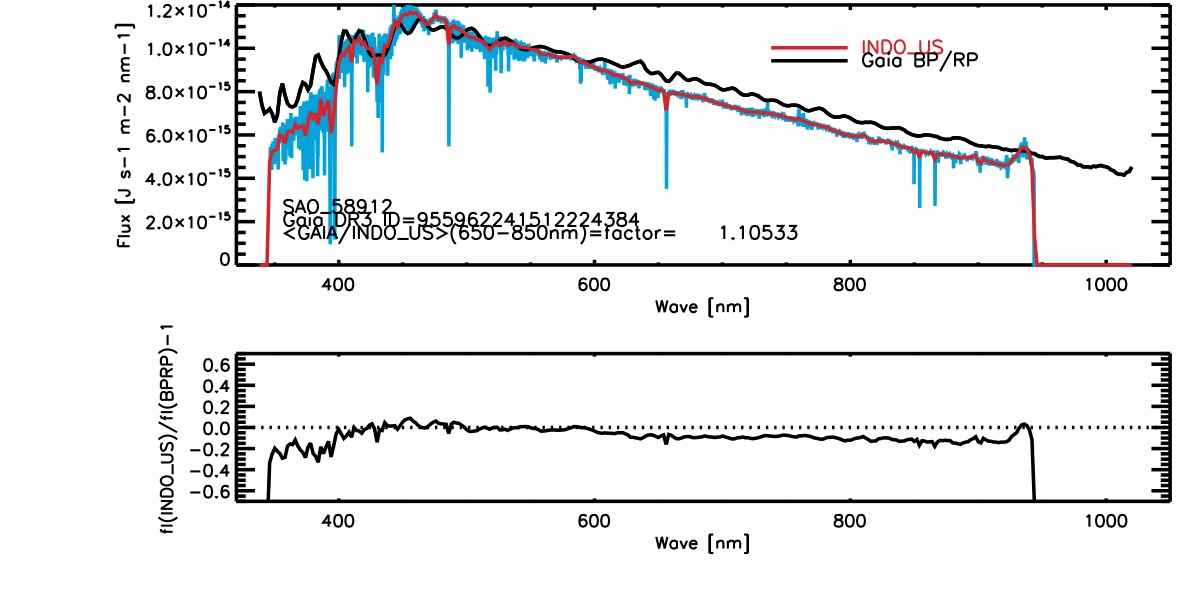 1.2×10⁻¹⁴
1.0×10⁻¹⁴
8.0×10⁻¹⁵
6.0×10⁻¹⁵
4.0×10⁻¹⁵
2.0×10⁻¹⁵
0
Flux [J s−1 m−2 nm−1]
INDO_US
Gaia BP/RP
SAO_58912
Gaia DR3 ID=955962241512224384
<GAIA/INDO_US>(650−850nm)=factor= 1.10533
400 600 800 1000
Wave [nm]
fl(INDO_US)/fl(BPRP)−1
0.6
0.4
0.2
0.0
−0.2
−0.4
−0.6
400 600 800 1000
Wave [nm]